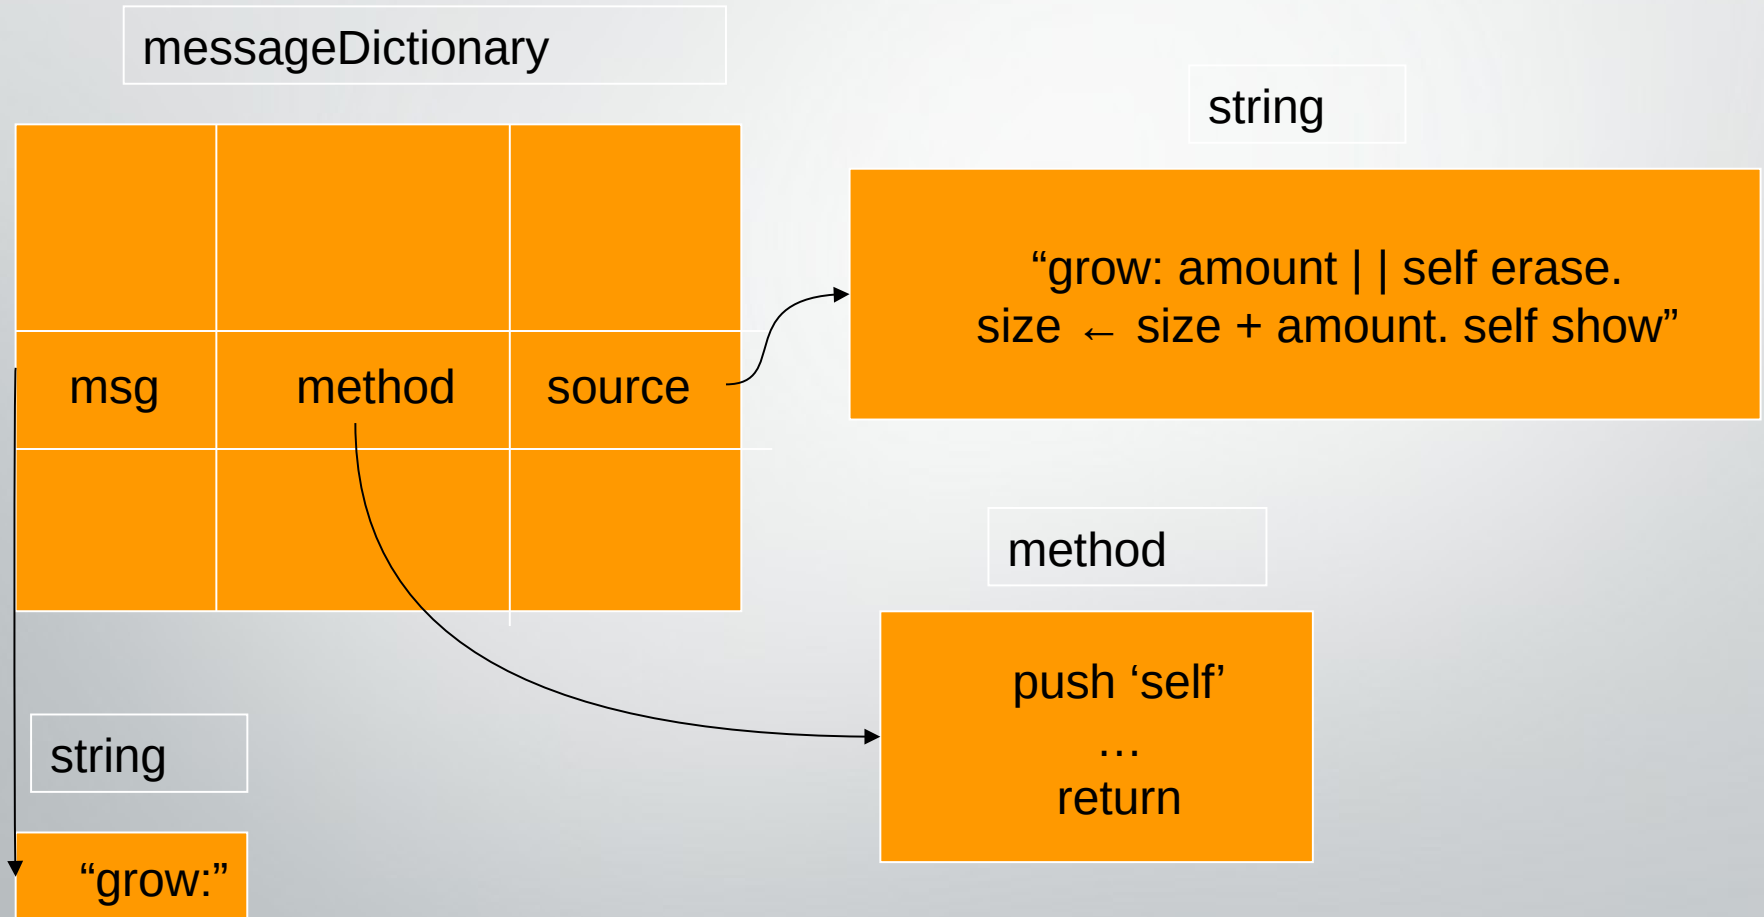 messageDictionary
string
“grow: amount | | self erase.
size ← size + amount. self show”
msg method source
method
push ‘self’
…
return
string
“grow:”